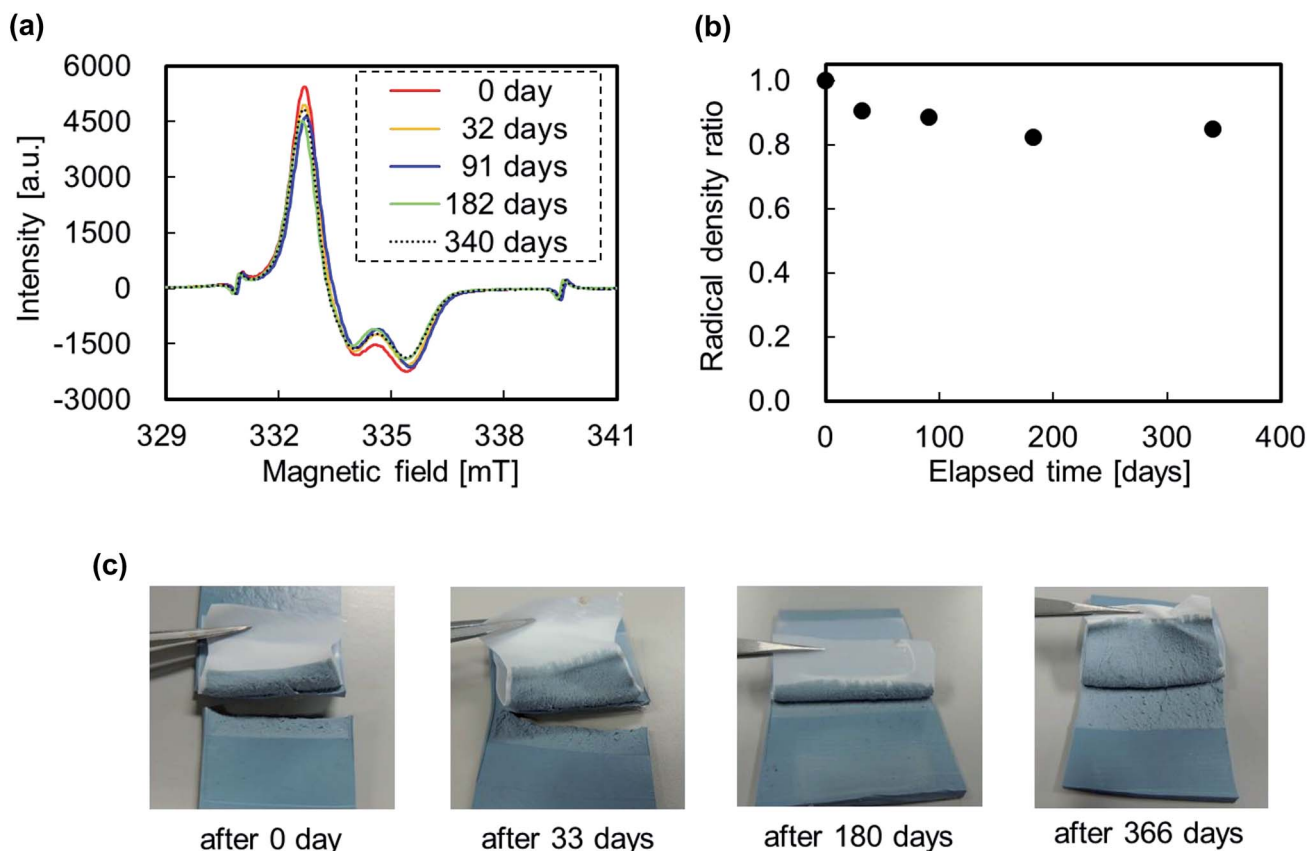 (a)
6000
4500
3000
1500
0
-1500
-3000
Intensity [a.u.]
0 day
32 days
91 days
182 days
340 days
329
332
335
338
341
Magnetic field [mT]
(b)
1.0
0.8
0.6
0.4
0.2
0.0
Radical density ratio
0
100
200
300
400
Elapsed time [days]
(c)
after 0 day
after 33 days
after 180 days
after 366 days